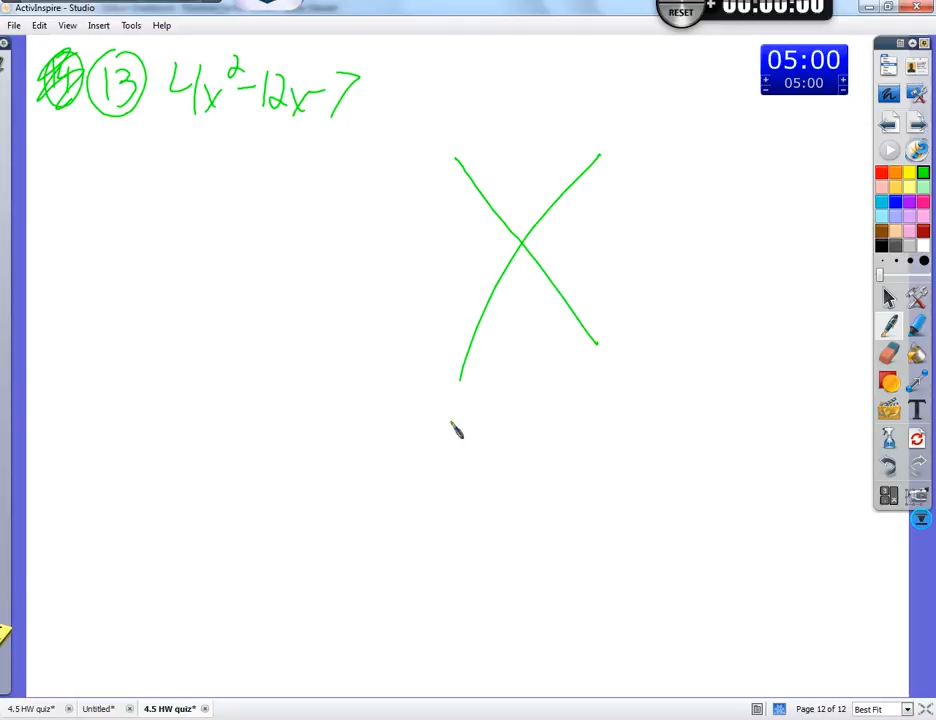 ActivInspire - Studio
File Edit View Insert Tools Help
RESET
00:00:00
05:00
05:00
13 4x² - 12x - 7
4.5 HW quiz* Untitled* 4.5 HW quiz* Page 12 of 12 Best Fit